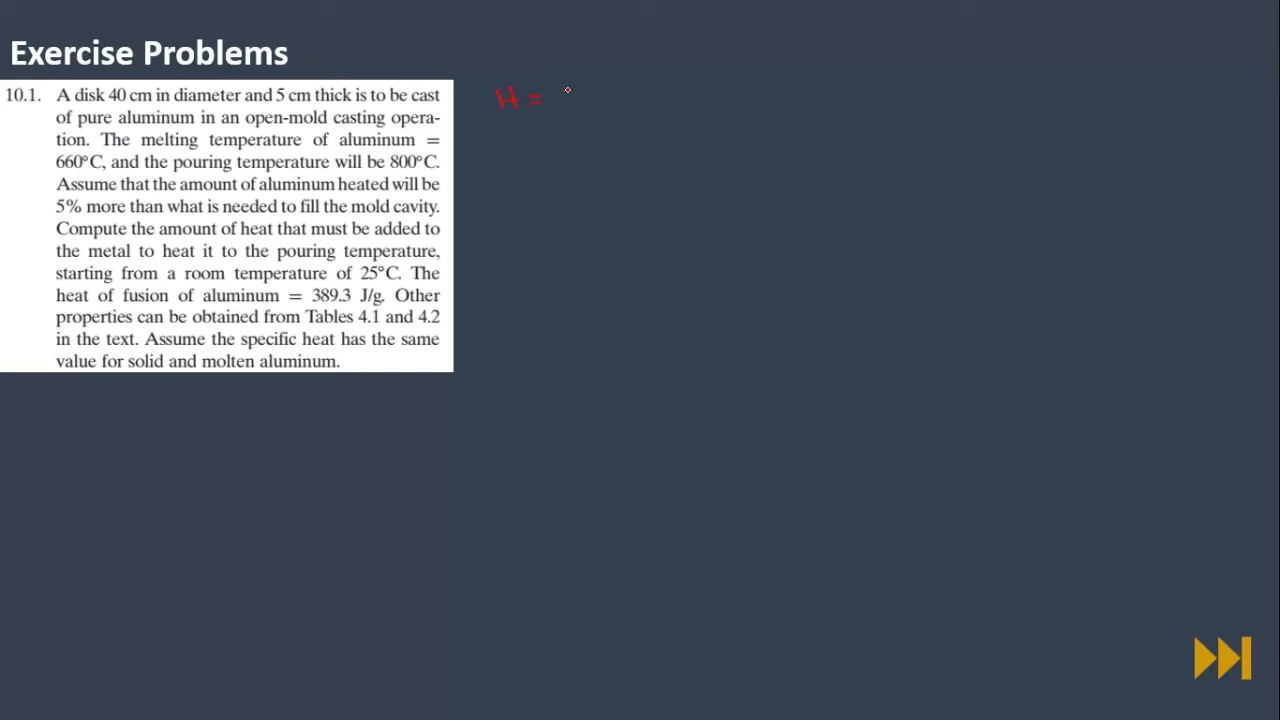 Exercise Problems
10.1. A disk 40 cm in diameter and 5 cm thick is to be cast
of pure aluminum in an open-mold casting opera-
tion. The melting temperature of aluminum =
660°C, and the pouring temperature will be 800°C.
Assume that the amount of aluminum heated will be
5% more than what is needed to fill the mold cavity.
Compute the amount of heat that must be added to
the metal to heat it to the pouring temperature,
starting from a room temperature of 25°C. The
heat of fusion of aluminum = 389.3 J/g. Other
properties can be obtained from Tables 4.1 and 4.2
in the text. Assume the specific heat has the same
value for solid and molten aluminum.
H =